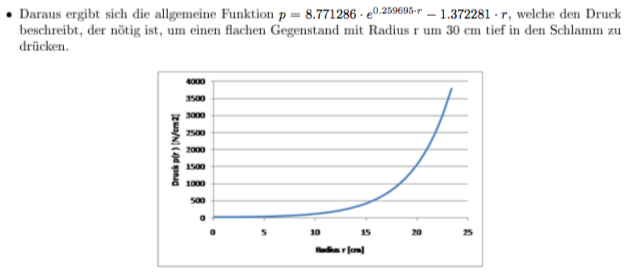 • Daraus ergibt sich die allgemeine Funktion p = 8.771286 · e^0.259695·r − 1.372281 · r, welche den Druck
beschreibt, der nötig ist, um einen flachen Gegenstand mit Radius r um 30 cm tief in den Schlamm zu
drücken.
4000
3500
3000
2500
2000
1500
1000
500
0
Druck p(r) [N/cm2]
0 5 10 15 20 25
Radius r [cm]